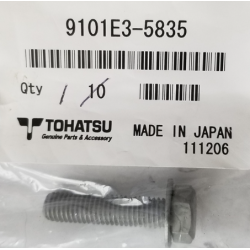 9101E3-5835
Qty 1 10
TOHATSU
Genuine Parts & Accessory
MADE IN JAPAN
111206